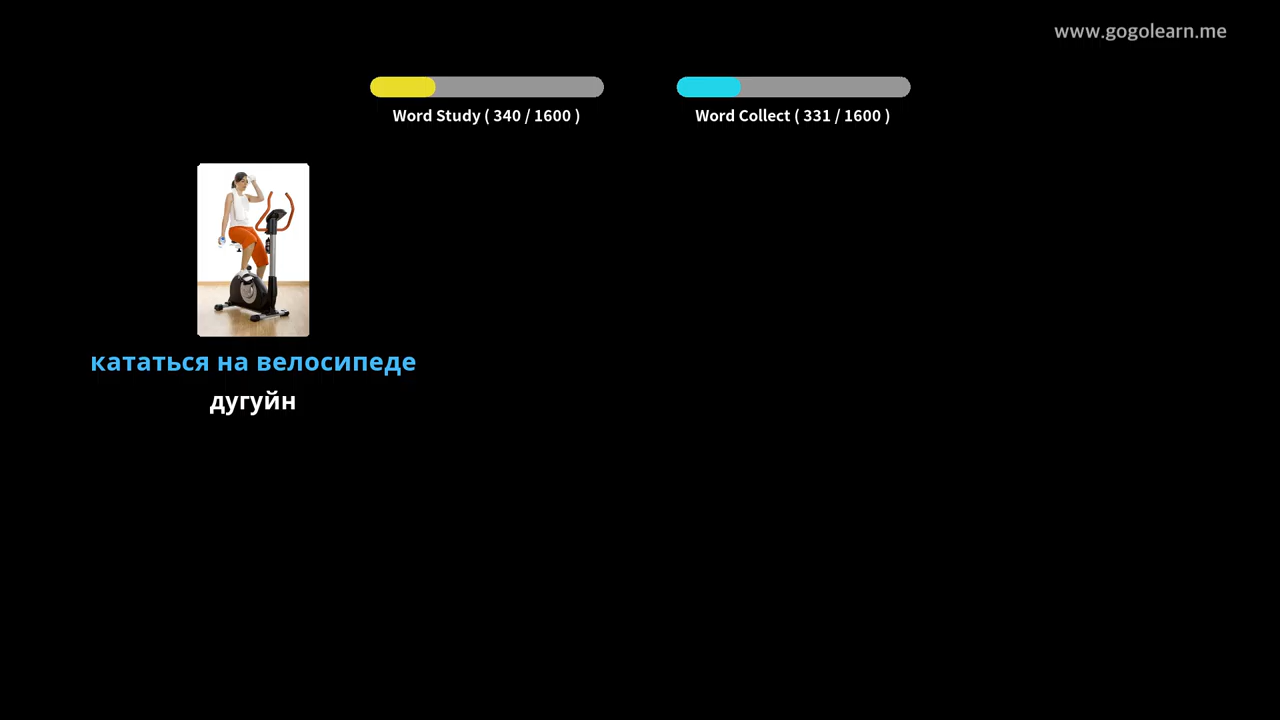 www.gogolearn.me
Word Study ( 340 / 1600 )
Word Collect ( 331 / 1600 )
кататься на велосипеде
дугуйн